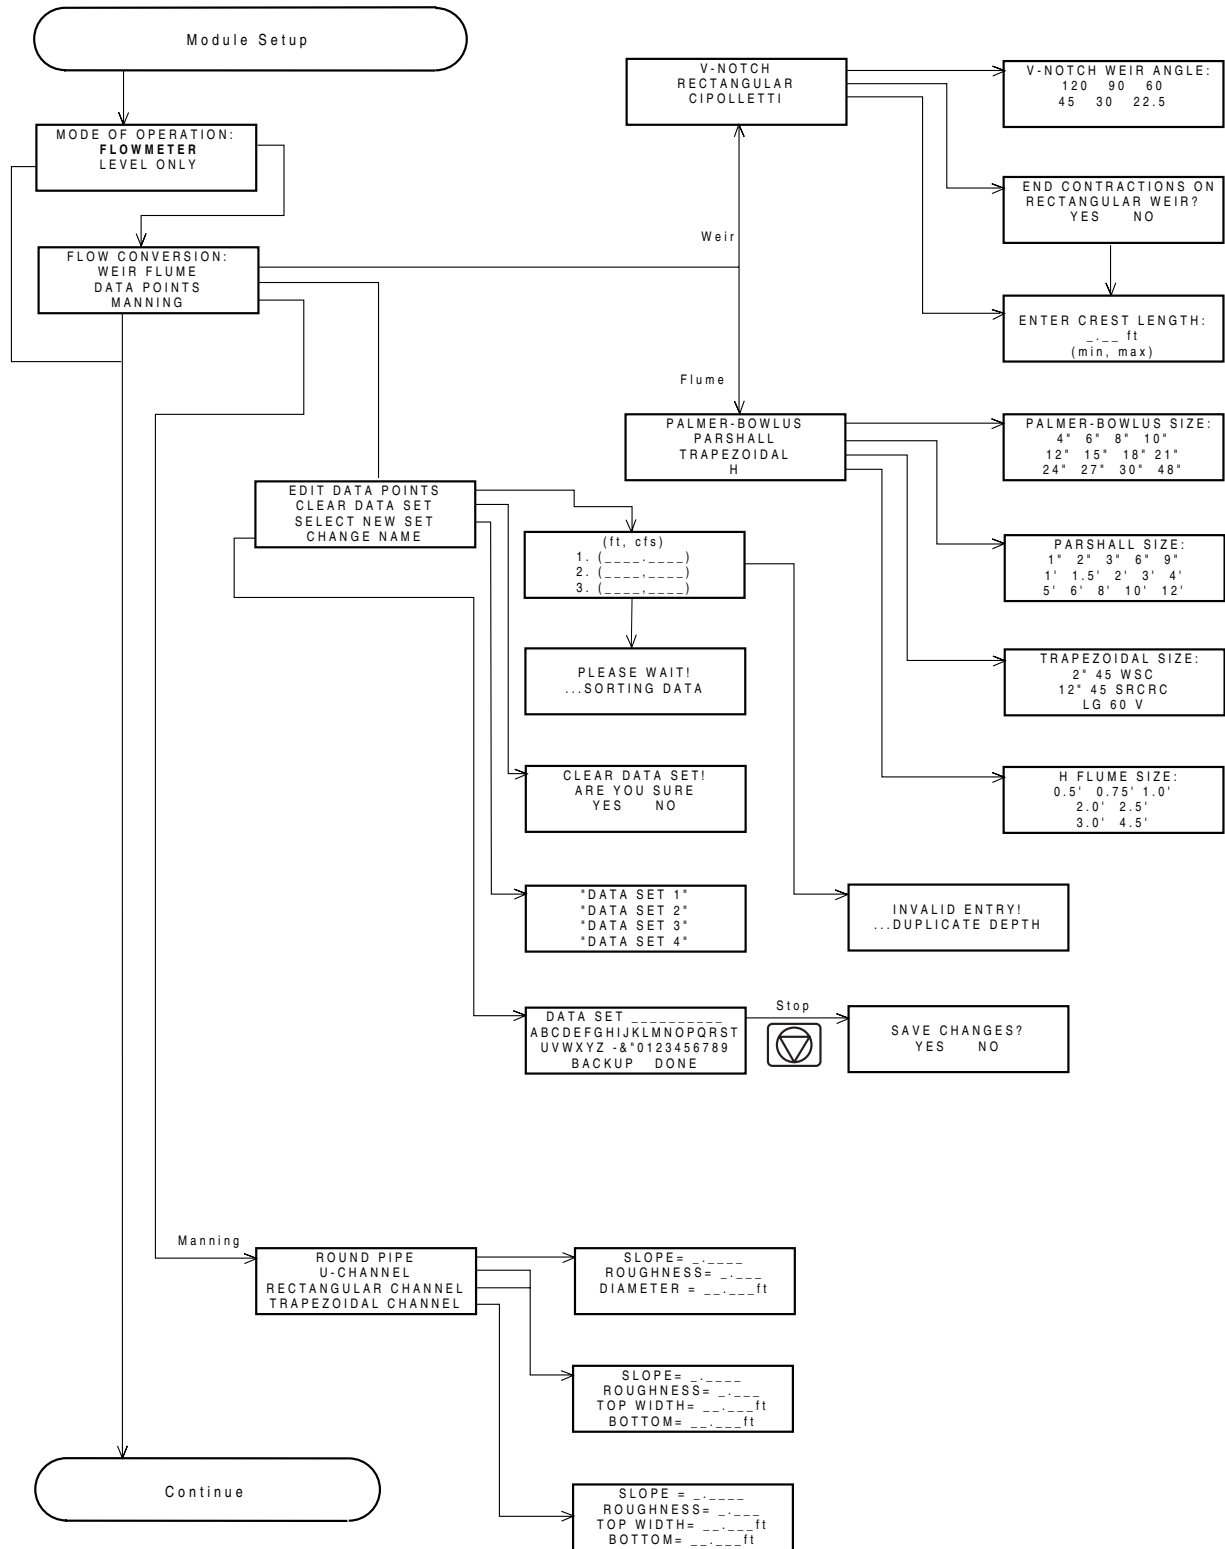 Module Setup
MODE OF OPERATION:
FLOWMETER
LEVEL ONLY
FLOW CONVERSION:
WEIR FLUME
DATA POINTS
MANNING
V-NOTCH
RECTANGULAR
CIPOLLETTI
V-NOTCH WEIR ANGLE:
120 90 60
45 30 22.5
END CONTRACTIONS ON
RECTANGULAR WEIR?
YES NO
Weir
ENTER CREST LENGTH:
_.__ ft
(min, max)
Flume
PALMER-BOWLUS
PARSHALL
TRAPEZOIDAL
H
PALMER-BOWLUS SIZE:
4" 6" 8" 10"
12" 15" 18" 21"
24" 27" 30" 48"
EDIT DATA POINTS
CLEAR DATA SET
SELECT NEW SET
CHANGE NAME
(ft, cfs)
1. (____.____)
2. (____,____)
3. (____,____)
PARSHALL SIZE:
1" 2" 3" 6" 9"
1' 1.5' 2' 3' 4'
5' 6' 8' 10' 12'
PLEASE WAIT!
...SORTING DATA
TRAPEZOIDAL SIZE:
2" 45 WSC
12" 45 SRCRC
LG 60 V
CLEAR DATA SET!
ARE YOU SURE
YES NO
H FLUME SIZE:
0.5' 0.75' 1.0'
2.0' 2.5'
3.0' 4.5'
"DATA SET 1"
"DATA SET 2"
"DATA SET 3"
"DATA SET 4"
INVALID ENTRY!
...DUPLICATE DEPTH
DATA SET __________
ABCDEFGHIJKLMNOPQRST
UVWXYZ -&"0123456789
BACKUP DONE
Stop
SAVE CHANGES?
YES NO
Manning
ROUND PIPE
U-CHANNEL
RECTANGULAR CHANNEL
TRAPEZOIDAL CHANNEL
SLOPE= _.____
ROUGHNESS= _.___
DIAMETER = __.___ft
SLOPE= _.____
ROUGHNESS= _.___
TOP WIDTH= __.___ft
BOTTOM= __.___ft
Continue
SLOPE = _.____
ROUGHNESS= _.___
TOP WIDTH= __.___ft
BOTTOM= __.___ft